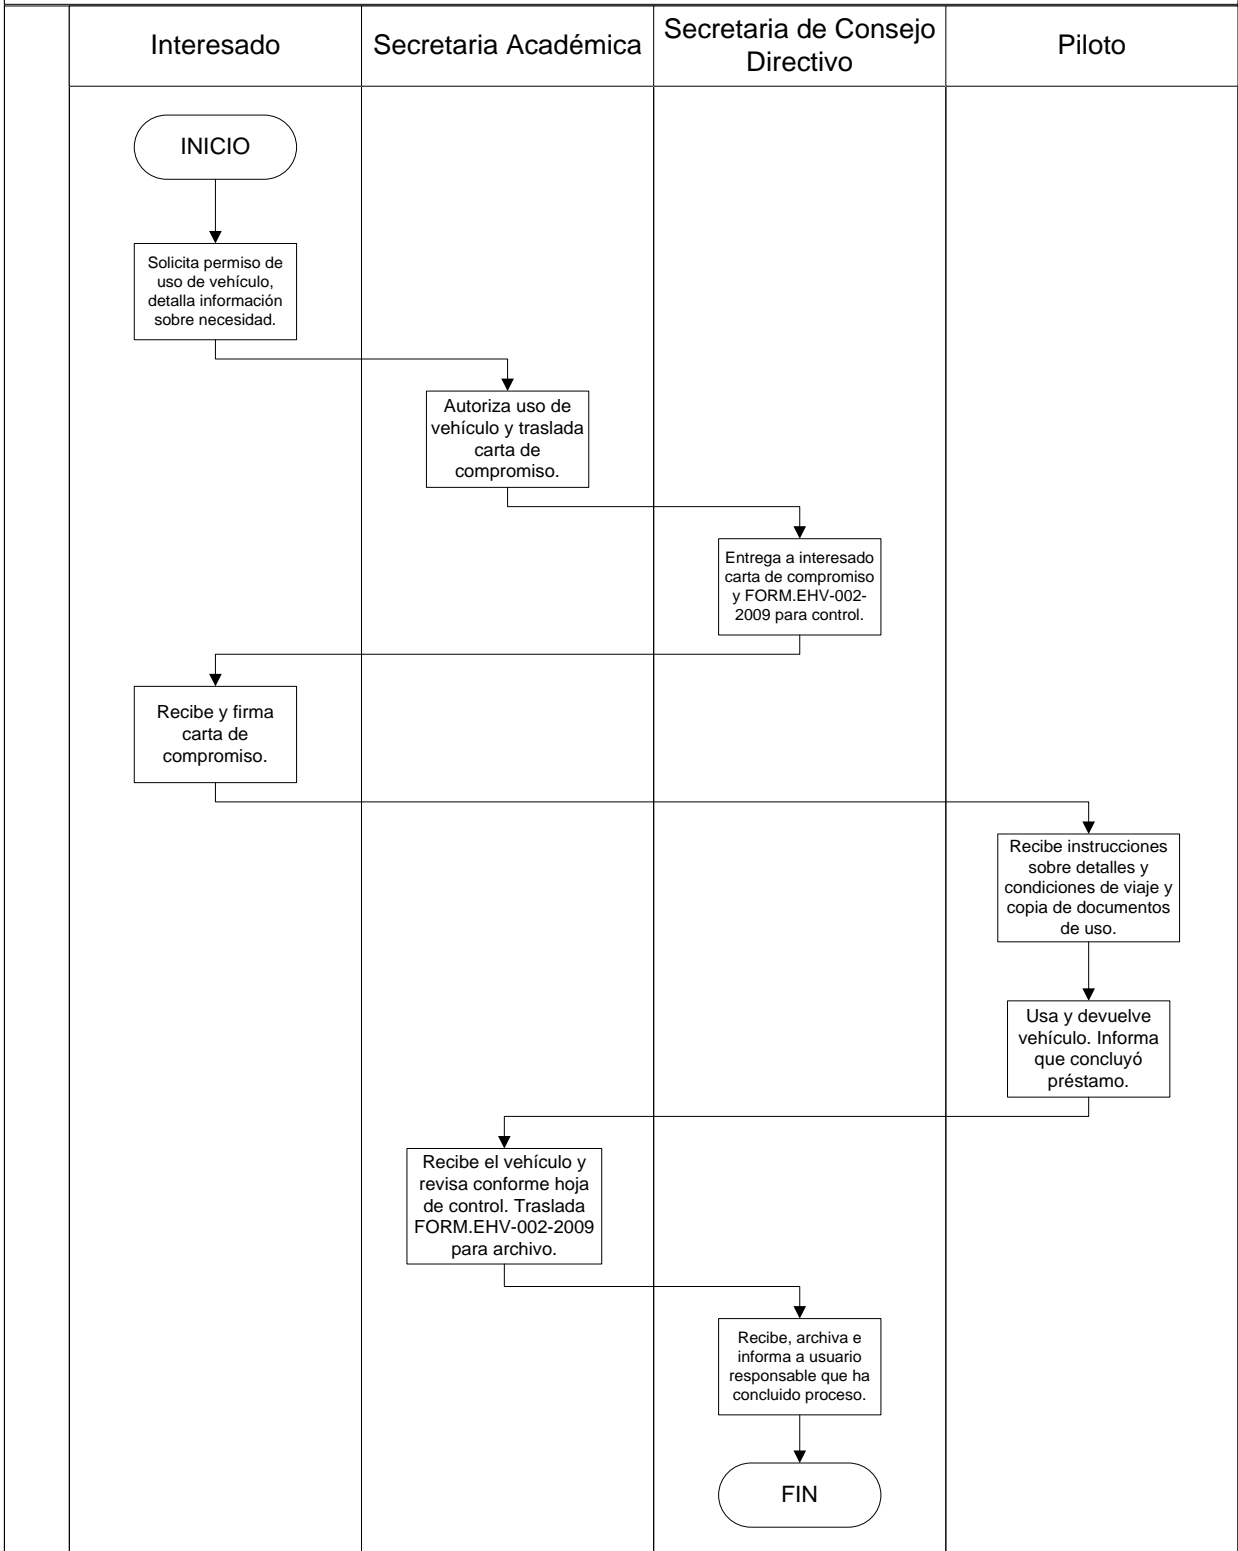 Interesado
Secretaria Académica
Secretaria de Consejo
Directivo
Piloto
INICIO
Solicita permiso de
uso de vehículo,
detalla información
sobre necesidad.
Autoriza uso de
vehículo y traslada
carta de
compromiso.
Entrega a interesado
carta de compromiso
y FORM.EHV-002-
2009 para control.
Recibe y firma
carta de
compromiso.
Recibe instrucciones
sobre detalles y
condiciones de viaje y
copia de documentos
de uso.
Usa y devuelve
vehículo. Informa
que concluyó
préstamo.
Recibe el vehículo y
revisa conforme hoja
de control. Traslada
FORM.EHV-002-2009
para archivo.
Recibe, archiva e
informa a usuario
responsable que ha
concluido proceso.
FIN